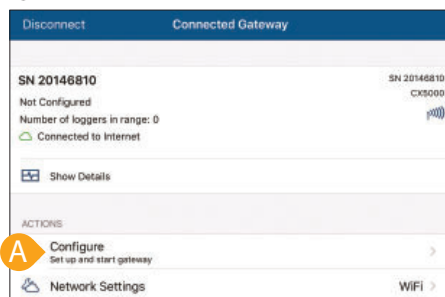 Disconnect Connected Gateway
SN 20146810 SN 20146810
Not Configured CX5000
Number of loggers in range: 0
Connected to Internet
Show Details
ACTIONS
A Configure
Set up and start gateway
Network Settings WiFi